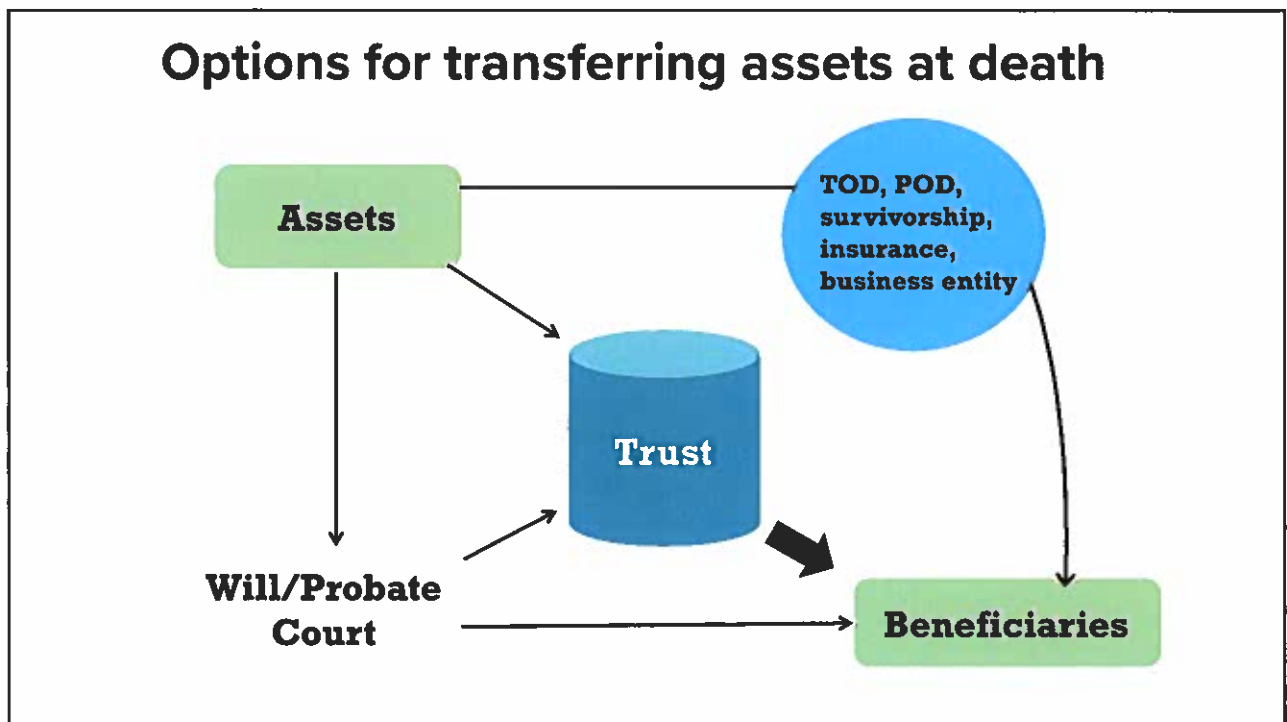 Options for transferring assets at death
Assets
TOD, POD,
survivorship,
insurance,
business entity
Trust
Will/Probate
Court
Beneficiaries